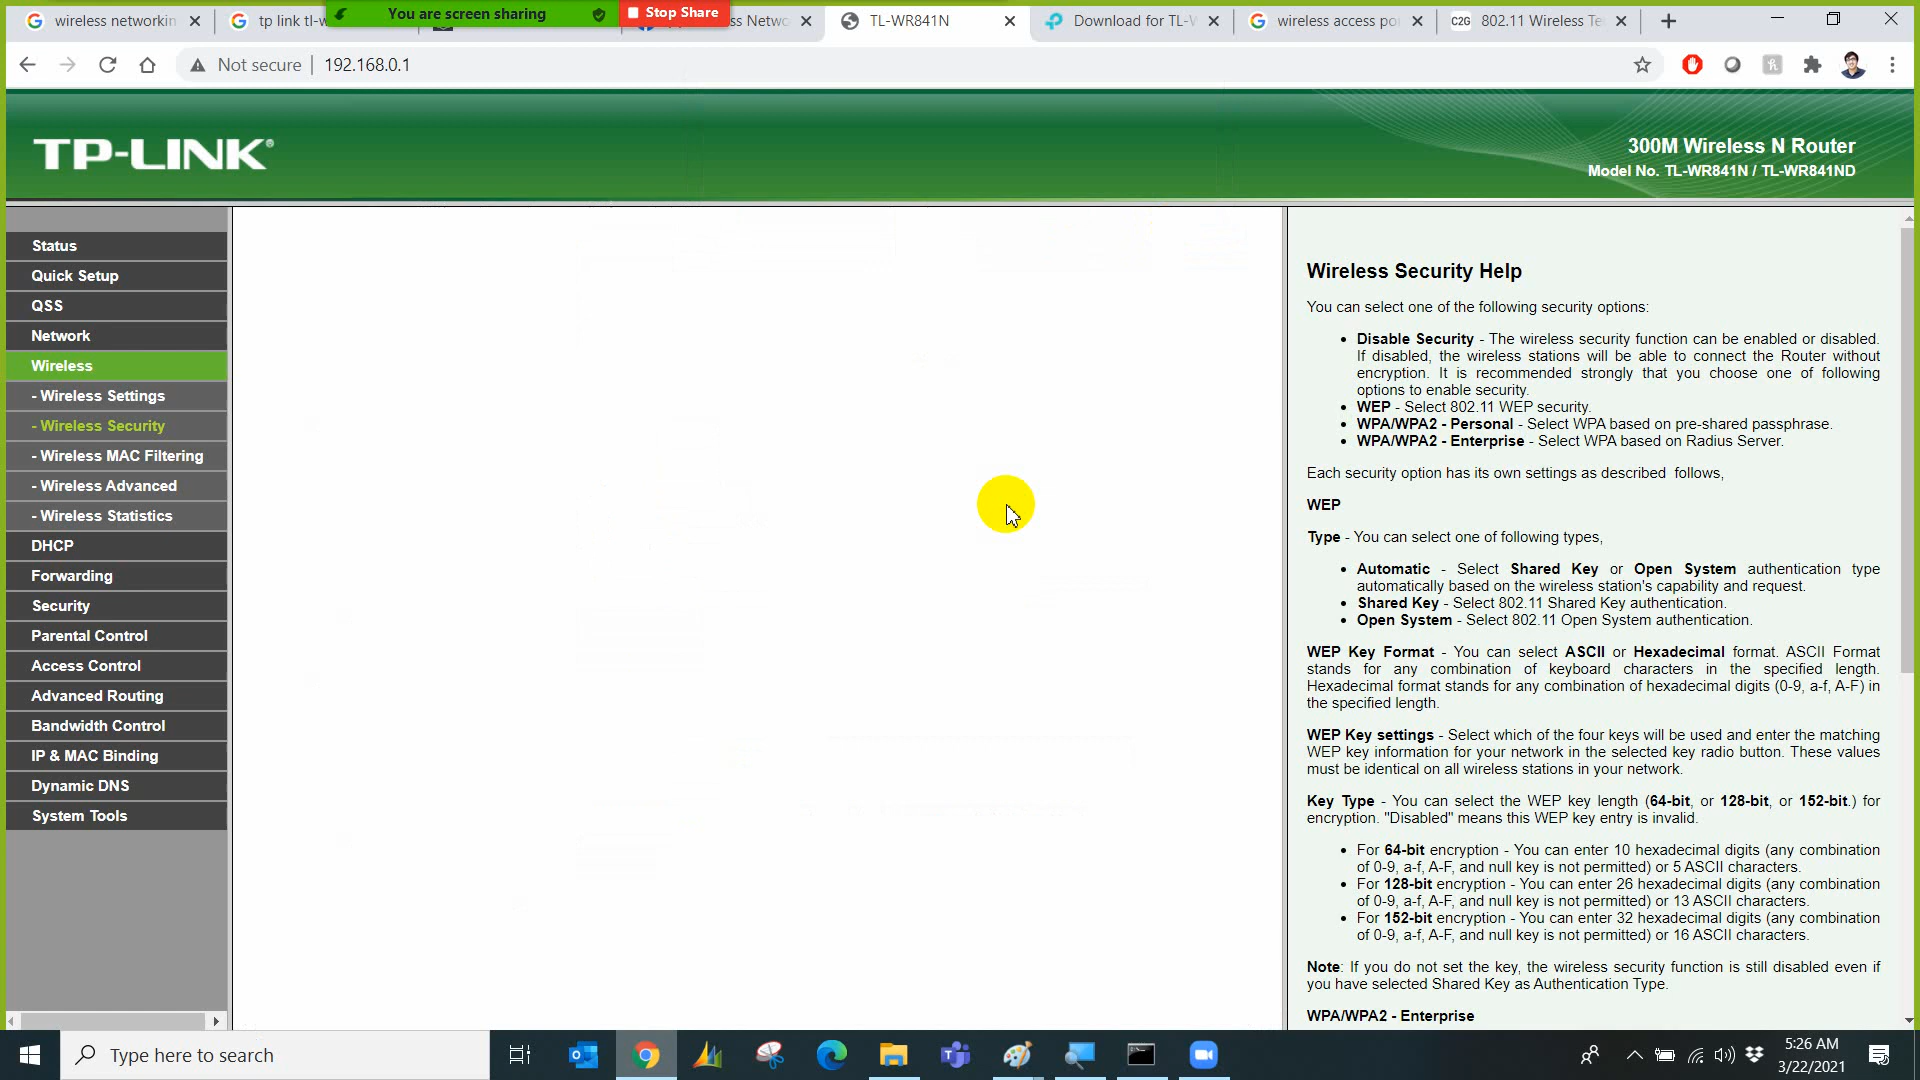 wireless networkin
tp link tl-w
You are screen sharing
Stop Share
ss Netwo
TL-WR841N
Download for TL-W
wireless access poi
C2G
802.11 Wireless Te
Not secure
192.168.0.1
TP-LINK®
300M Wireless N Router
Model No. TL-WR841N / TL-WR841ND
Status
Quick Setup
QSS
Network
Wireless
- Wireless Settings
- Wireless Security
- Wireless MAC Filtering
- Wireless Advanced
- Wireless Statistics
DHCP
Forwarding
Security
Parental Control
Access Control
Advanced Routing
Bandwidth Control
IP & MAC Binding
Dynamic DNS
System Tools
Wireless Security Help
You can select one of the following security options:
• Disable Security - The wireless security function can be enabled or disabled.
If disabled, the wireless stations will be able to connect the Router without
encryption. It is recommended strongly that you choose one of following
options to enable security.
• WEP - Select 802.11 WEP security.
• WPA/WPA2 - Personal - Select WPA based on pre-shared passphrase.
• WPA/WPA2 - Enterprise - Select WPA based on Radius Server.
Each security option has its own settings as described follows,
WEP
Type - You can select one of following types,
• Automatic - Select Shared Key or Open System authentication type
automatically based on the wireless station's capability and request.
• Shared Key - Select 802.11 Shared Key authentication.
• Open System - Select 802.11 Open System authentication.
WEP Key Format - You can select ASCII or Hexadecimal format. ASCII Format
stands for any combination of keyboard characters in the specified length.
Hexadecimal format stands for any combination of hexadecimal digits (0-9, a-f, A-F) in
the specified length.
WEP Key settings - Select which of the four keys will be used and enter the matching
WEP key information for your network in the selected key radio button. These values
must be identical on all wireless stations in your network.
Key Type - You can select the WEP key length (64-bit, or 128-bit, or 152-bit.) for
encryption. "Disabled" means this WEP key entry is invalid.
• For 64-bit encryption - You can enter 10 hexadecimal digits (any combination
of 0-9, a-f, A-F, and null key is not permitted) or 5 ASCII characters.
• For 128-bit encryption - You can enter 26 hexadecimal digits (any combination
of 0-9, a-f, A-F, and null key is not permitted) or 13 ASCII characters.
• For 152-bit encryption - You can enter 32 hexadecimal digits (any combination
of 0-9, a-f, A-F, and null key is not permitted) or 16 ASCII characters.
Note: If you do not set the key, the wireless security function is still disabled even if
you have selected Shared Key as Authentication Type.
WPA/WPA2 - Enterprise
Type here to search
5:26 AM
3/22/2021